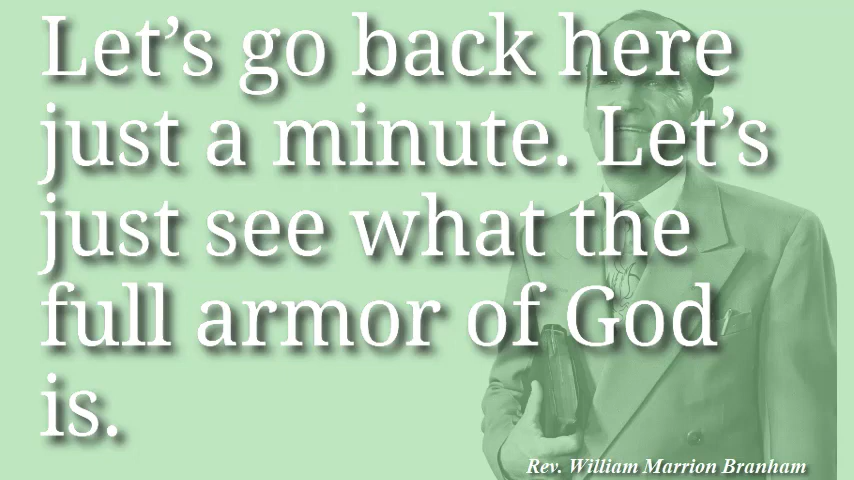 Let’s go back here
just a minute. Let’s
just see what the
full armor of God
is.
Rev. William Marrion Branham